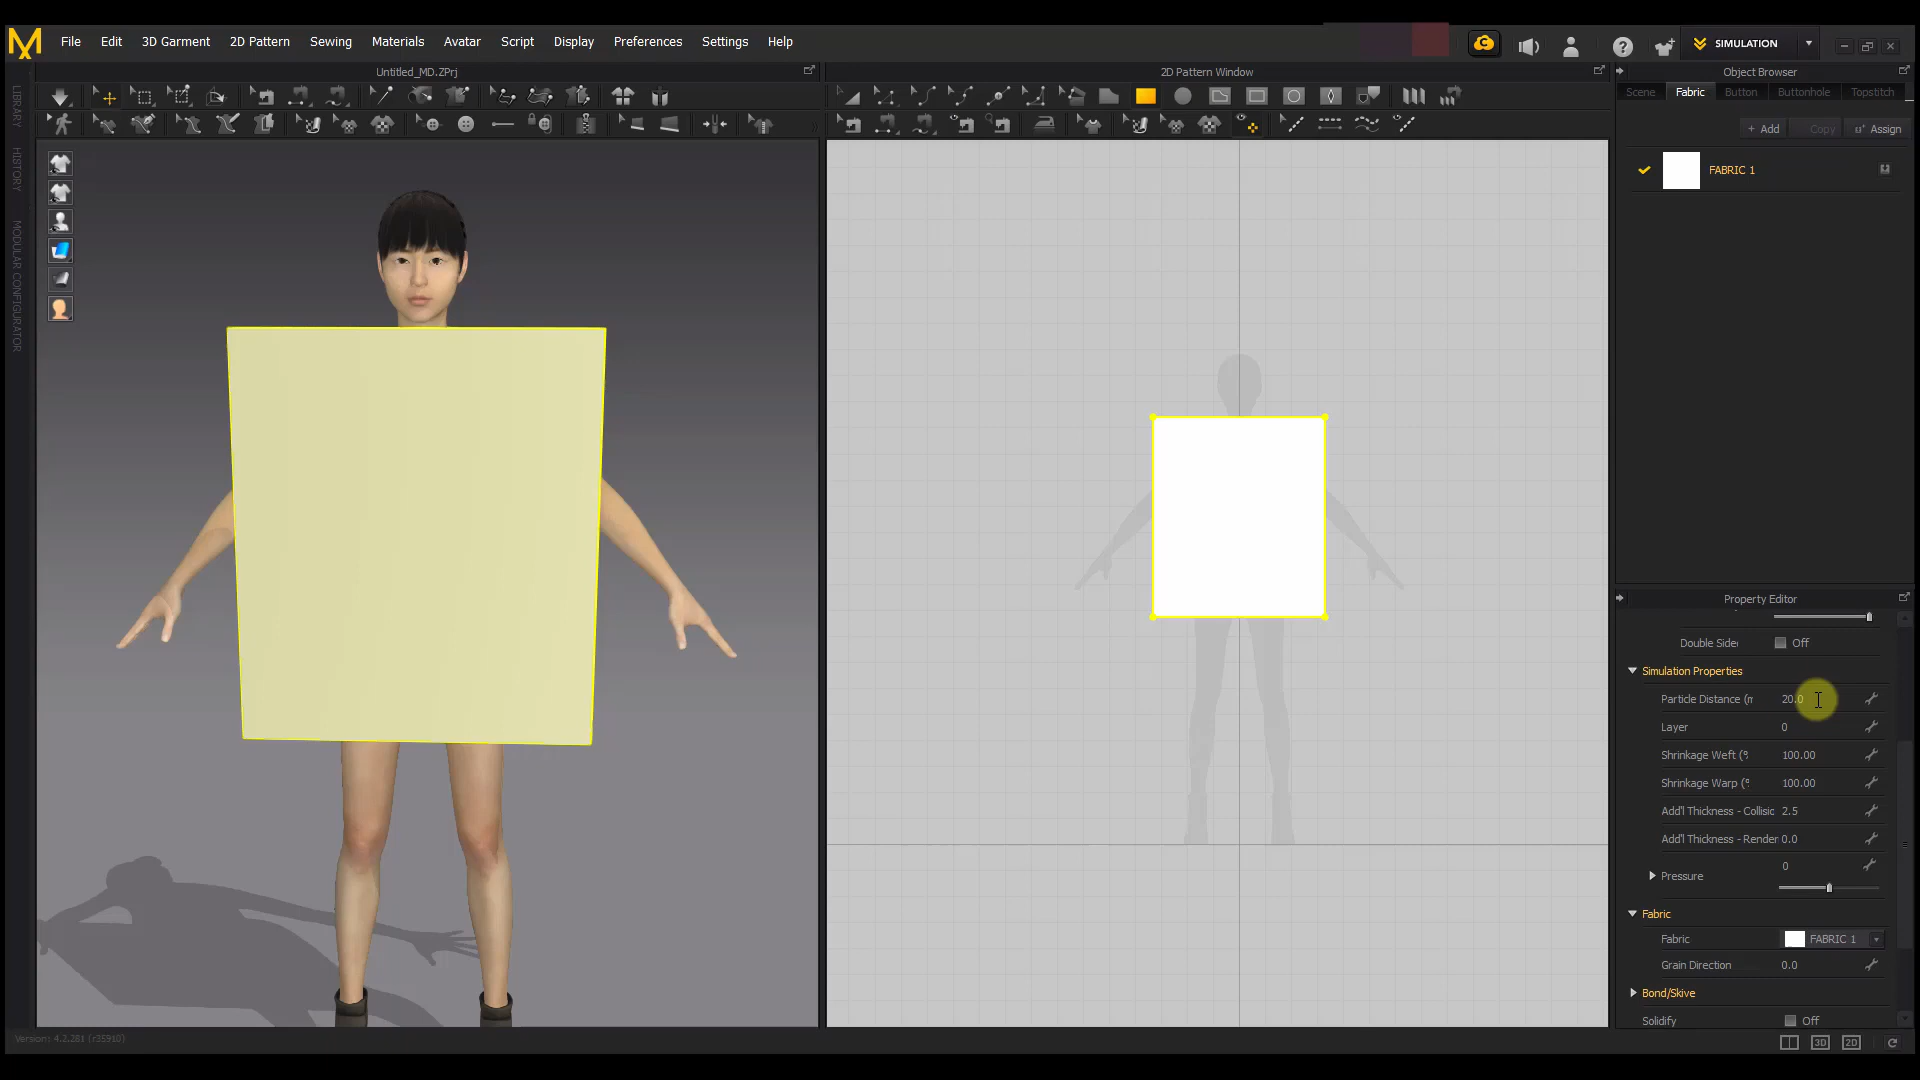 File Edit 3D Garment 2D Pattern Sewing Materials Avatar Script Display Preferences Settings Help
SIMULATION
Untitled_MD.ZPrj
2D Pattern Window
Object Browser
Scene Fabric Button Buttonhole Topstitch
+ Add Copy Assign
FABRIC 1
LIBRARY
HISTORY
MODULAR CONFIGURATOR
Property Editor
Double Side Off
Simulation Properties
Particle Distance (m 20.0
Layer 0
Shrinkage Weft (% 100.00
Shrinkage Warp (% 100.00
Add'l Thickness - Collisic 2.5
Add'l Thickness - Render 0.0
0
Pressure
Fabric
Fabric FABRIC 1
Grain Direction 0.0
Bond/Skive
Solidify Off
Version: 4.2.281 (r35910)
3D 2D